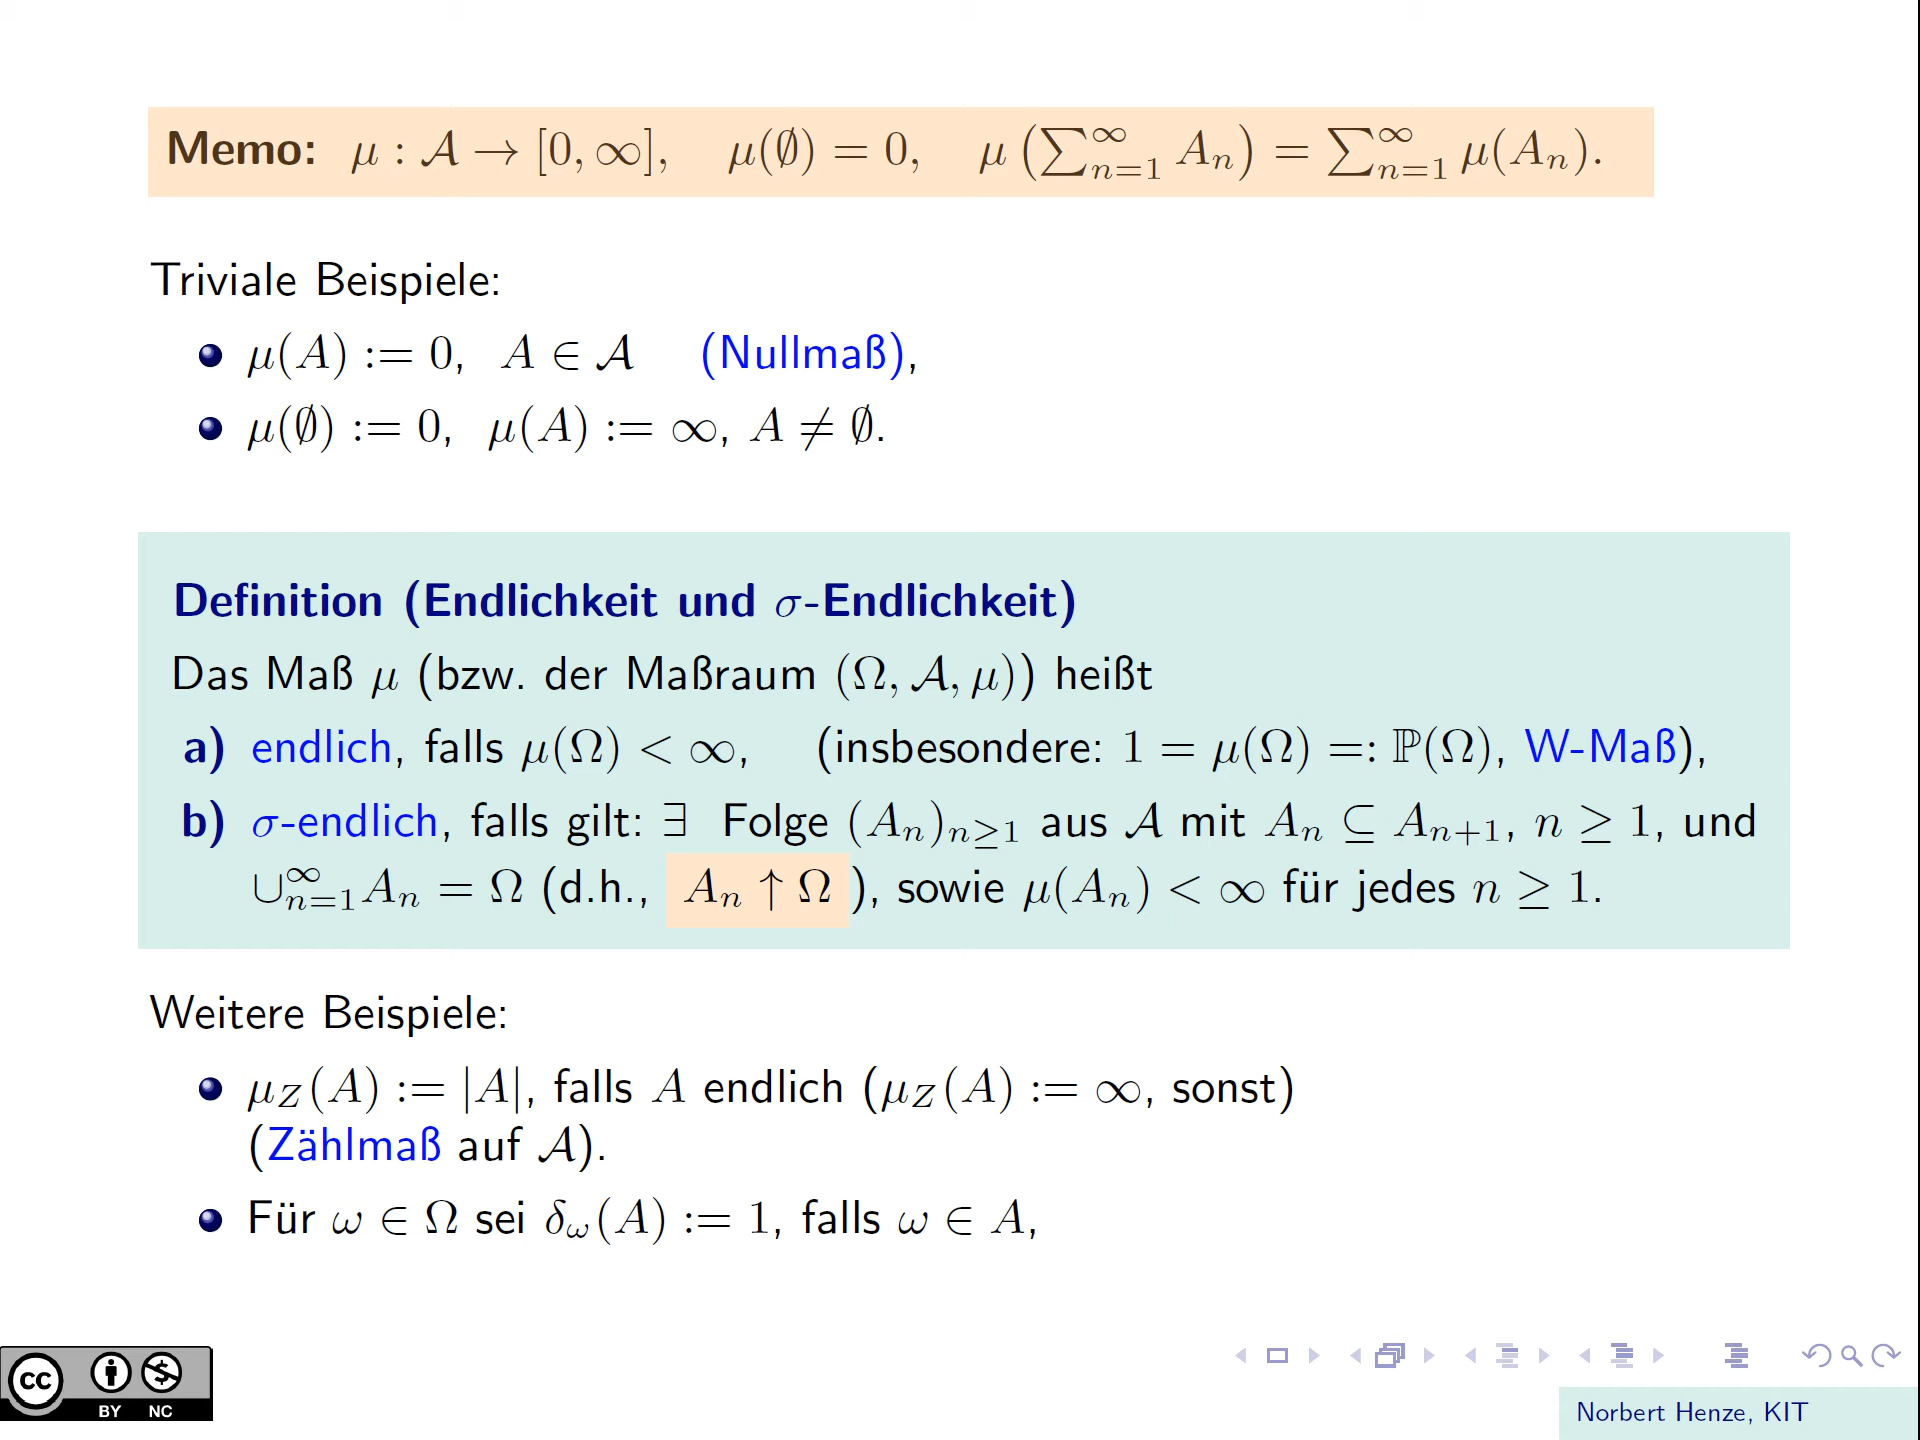 Memo: μ : 𝒜 → [0, ∞], μ(∅) = 0, μ (∑_{n=1}^∞ A_n) = ∑_{n=1}^∞ μ(A_n).
Triviale Beispiele:
μ(A) := 0, A ∈ 𝒜 (Nullmaß),
μ(∅) := 0, μ(A) := ∞, A ≠ ∅.
Definition (Endlichkeit und σ-Endlichkeit)
Das Maß μ (bzw. der Maßraum (Ω, 𝒜, μ)) heißt
a) endlich, falls μ(Ω) < ∞, (insbesondere: 1 = μ(Ω) =: ℙ(Ω), W-Maß),
b) σ-endlich, falls gilt: ∃ Folge (A_n)_{n≥1} aus 𝒜 mit A_n ⊆ A_{n+1}, n ≥ 1, und
∪_{n=1}^∞ A_n = Ω (d.h., A_n ↑ Ω ), sowie μ(A_n) < ∞ für jedes n ≥ 1.
Weitere Beispiele:
μ_Z(A) := |A|, falls A endlich (μ_Z(A) := ∞, sonst)
(Zählmaß auf 𝒜).
Für ω ∈ Ω sei δ_ω(A) := 1, falls ω ∈ A,
cc BY NC
Norbert Henze, KIT